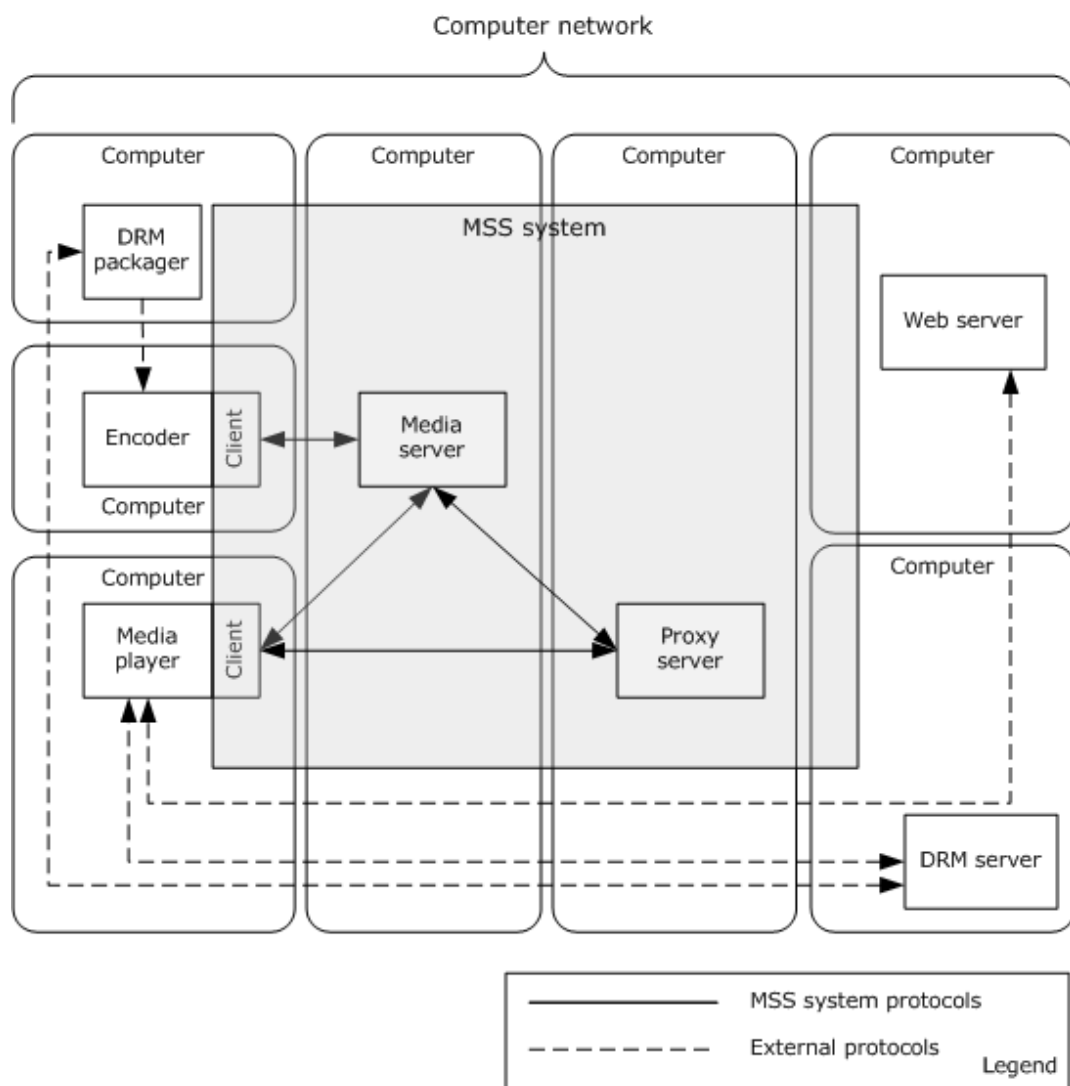 Computer network
Computer
Computer
Computer
Computer
MSS system
DRM
packager
Web server
Encoder
Client
Media
server
Computer
Computer
Computer
Media
player
Client
Proxy
server
DRM server
MSS system protocols
External protocols
Legend